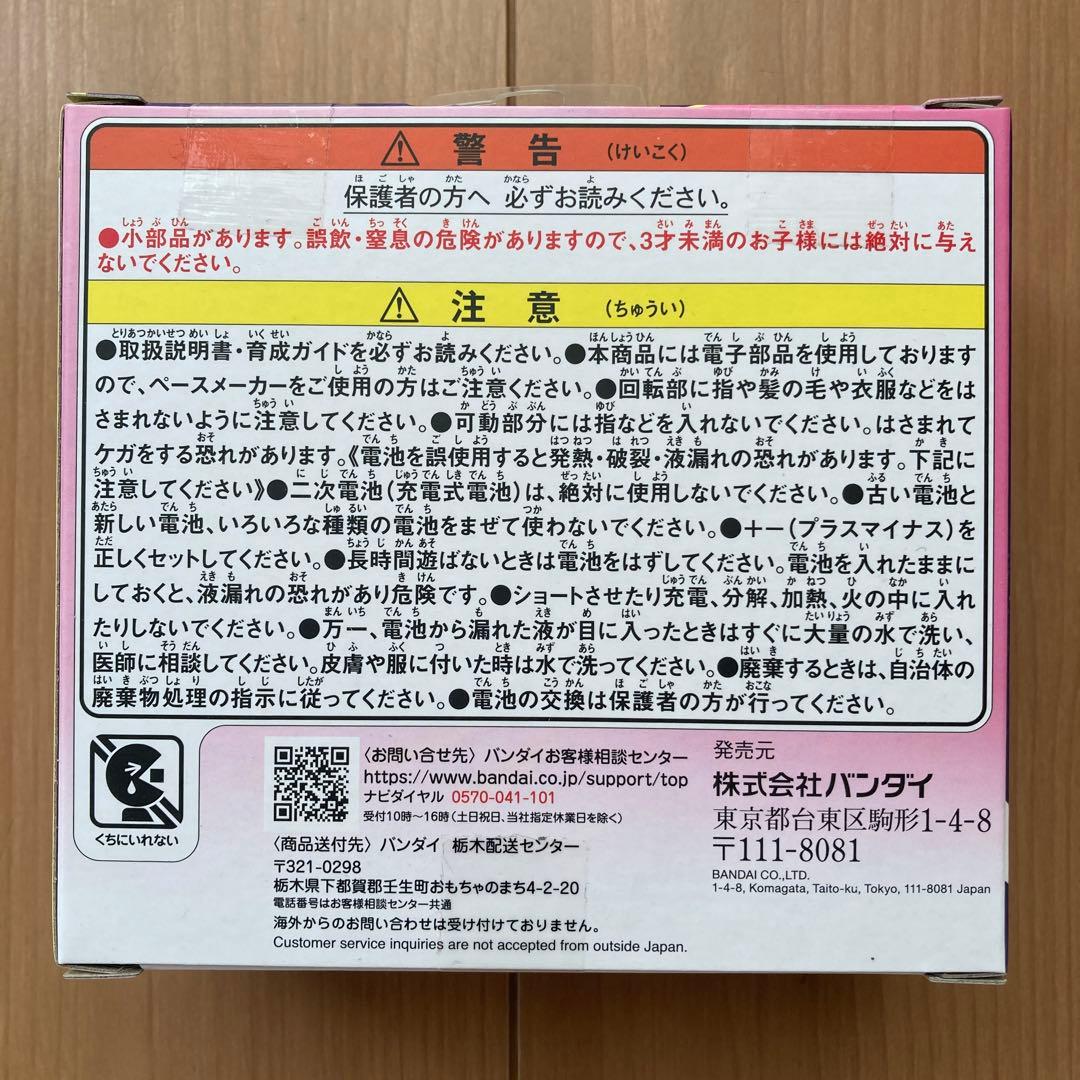 ⚠ 警告 (けいこく)
保護者の方へ 必ずお読みください。
●小部品があります。誤飲・窒息の危険がありますので、3才未満のお子様には絶対に与え
ないでください。
⚠ 注意 (ちゅうい)
●取扱説明書・育成ガイドを必ずお読みください。●本商品には電子部品を使用しております
ので、ペースメーカーをご使用の方はご注意ください。●回転部に指や髪の毛や衣服などをは
さまれないように注意してください。●可動部分には指などを入れないでください。はさまれて
ケガをする恐れがあります。《電池を誤使用すると発熱・破裂・液漏れの恐れがあります。下記に
注意してください》●二次電池(充電式電池)は、絶対に使用しないでください。●古い電池と
新しい電池、いろいろな種類の電池をまぜて使わないでください。●+−(プラスマイナス)を
正しくセットしてください。●長時間遊ばないときは電池をはずしてください。電池を入れたままに
しておくと、液漏れの恐れがあり危険です。●ショートさせたり充電、分解、加熱、火の中に入れ
たりしないでください。●万一、電池から漏れた液が目に入ったときはすぐに大量の水で洗い、
医師に相談してください。皮膚や服に付いた時は水で洗ってください。●廃棄するときは、自治体の
廃棄物処理の指示に従ってください。●電池の交換は保護者の方が行ってください。
くちにいれない
〈お問い合せ先〉バンダイお客様相談センター
https://www.bandai.co.jp/support/top
ナビダイヤル 0570-041-101
受付10時〜16時(土日祝日、当社指定休業日を除く)
〈商品送付先〉バンダイ 栃木配送センター
〒321-0298
栃木県下都賀郡壬生町おもちゃのまち4-2-20
電話番号はお客様相談センター共通
海外からのお問い合わせは受け付けておりません。
Customer service inquiries are not accepted from outside Japan.
発売元
株式会社バンダイ
東京都台東区駒形1-4-8
〒111-8081
BANDAI CO.,LTD.
1-4-8, Komagata, Taito-ku, Tokyo, 111-8081 Japan